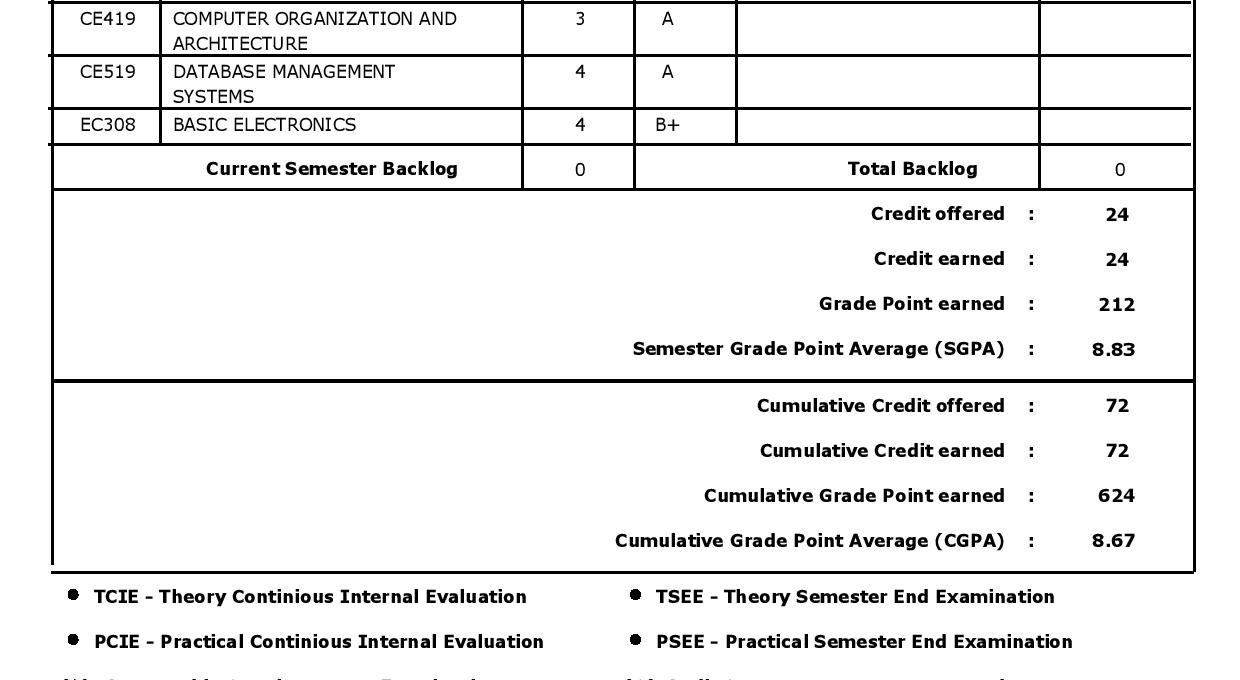 CE419 COMPUTER ORGANIZATION AND 3 A
ARCHITECTURE
CE519 DATABASE MANAGEMENT 4 A
SYSTEMS
EC308 BASIC ELECTRONICS 4 B+
Current Semester Backlog 0 Total Backlog 0
Credit offered : 24
Credit earned : 24
Grade Point earned : 212
Semester Grade Point Average (SGPA) : 8.83
Cumulative Credit offered : 72
Cumulative Credit earned : 72
Cumulative Grade Point earned : 624
Cumulative Grade Point Average (CGPA) : 8.67
● TCIE - Theory Continious Internal Evaluation ● TSEE - Theory Semester End Examination
● PCIE - Practical Continious Internal Evaluation ● PSEE - Practical Semester End Examination